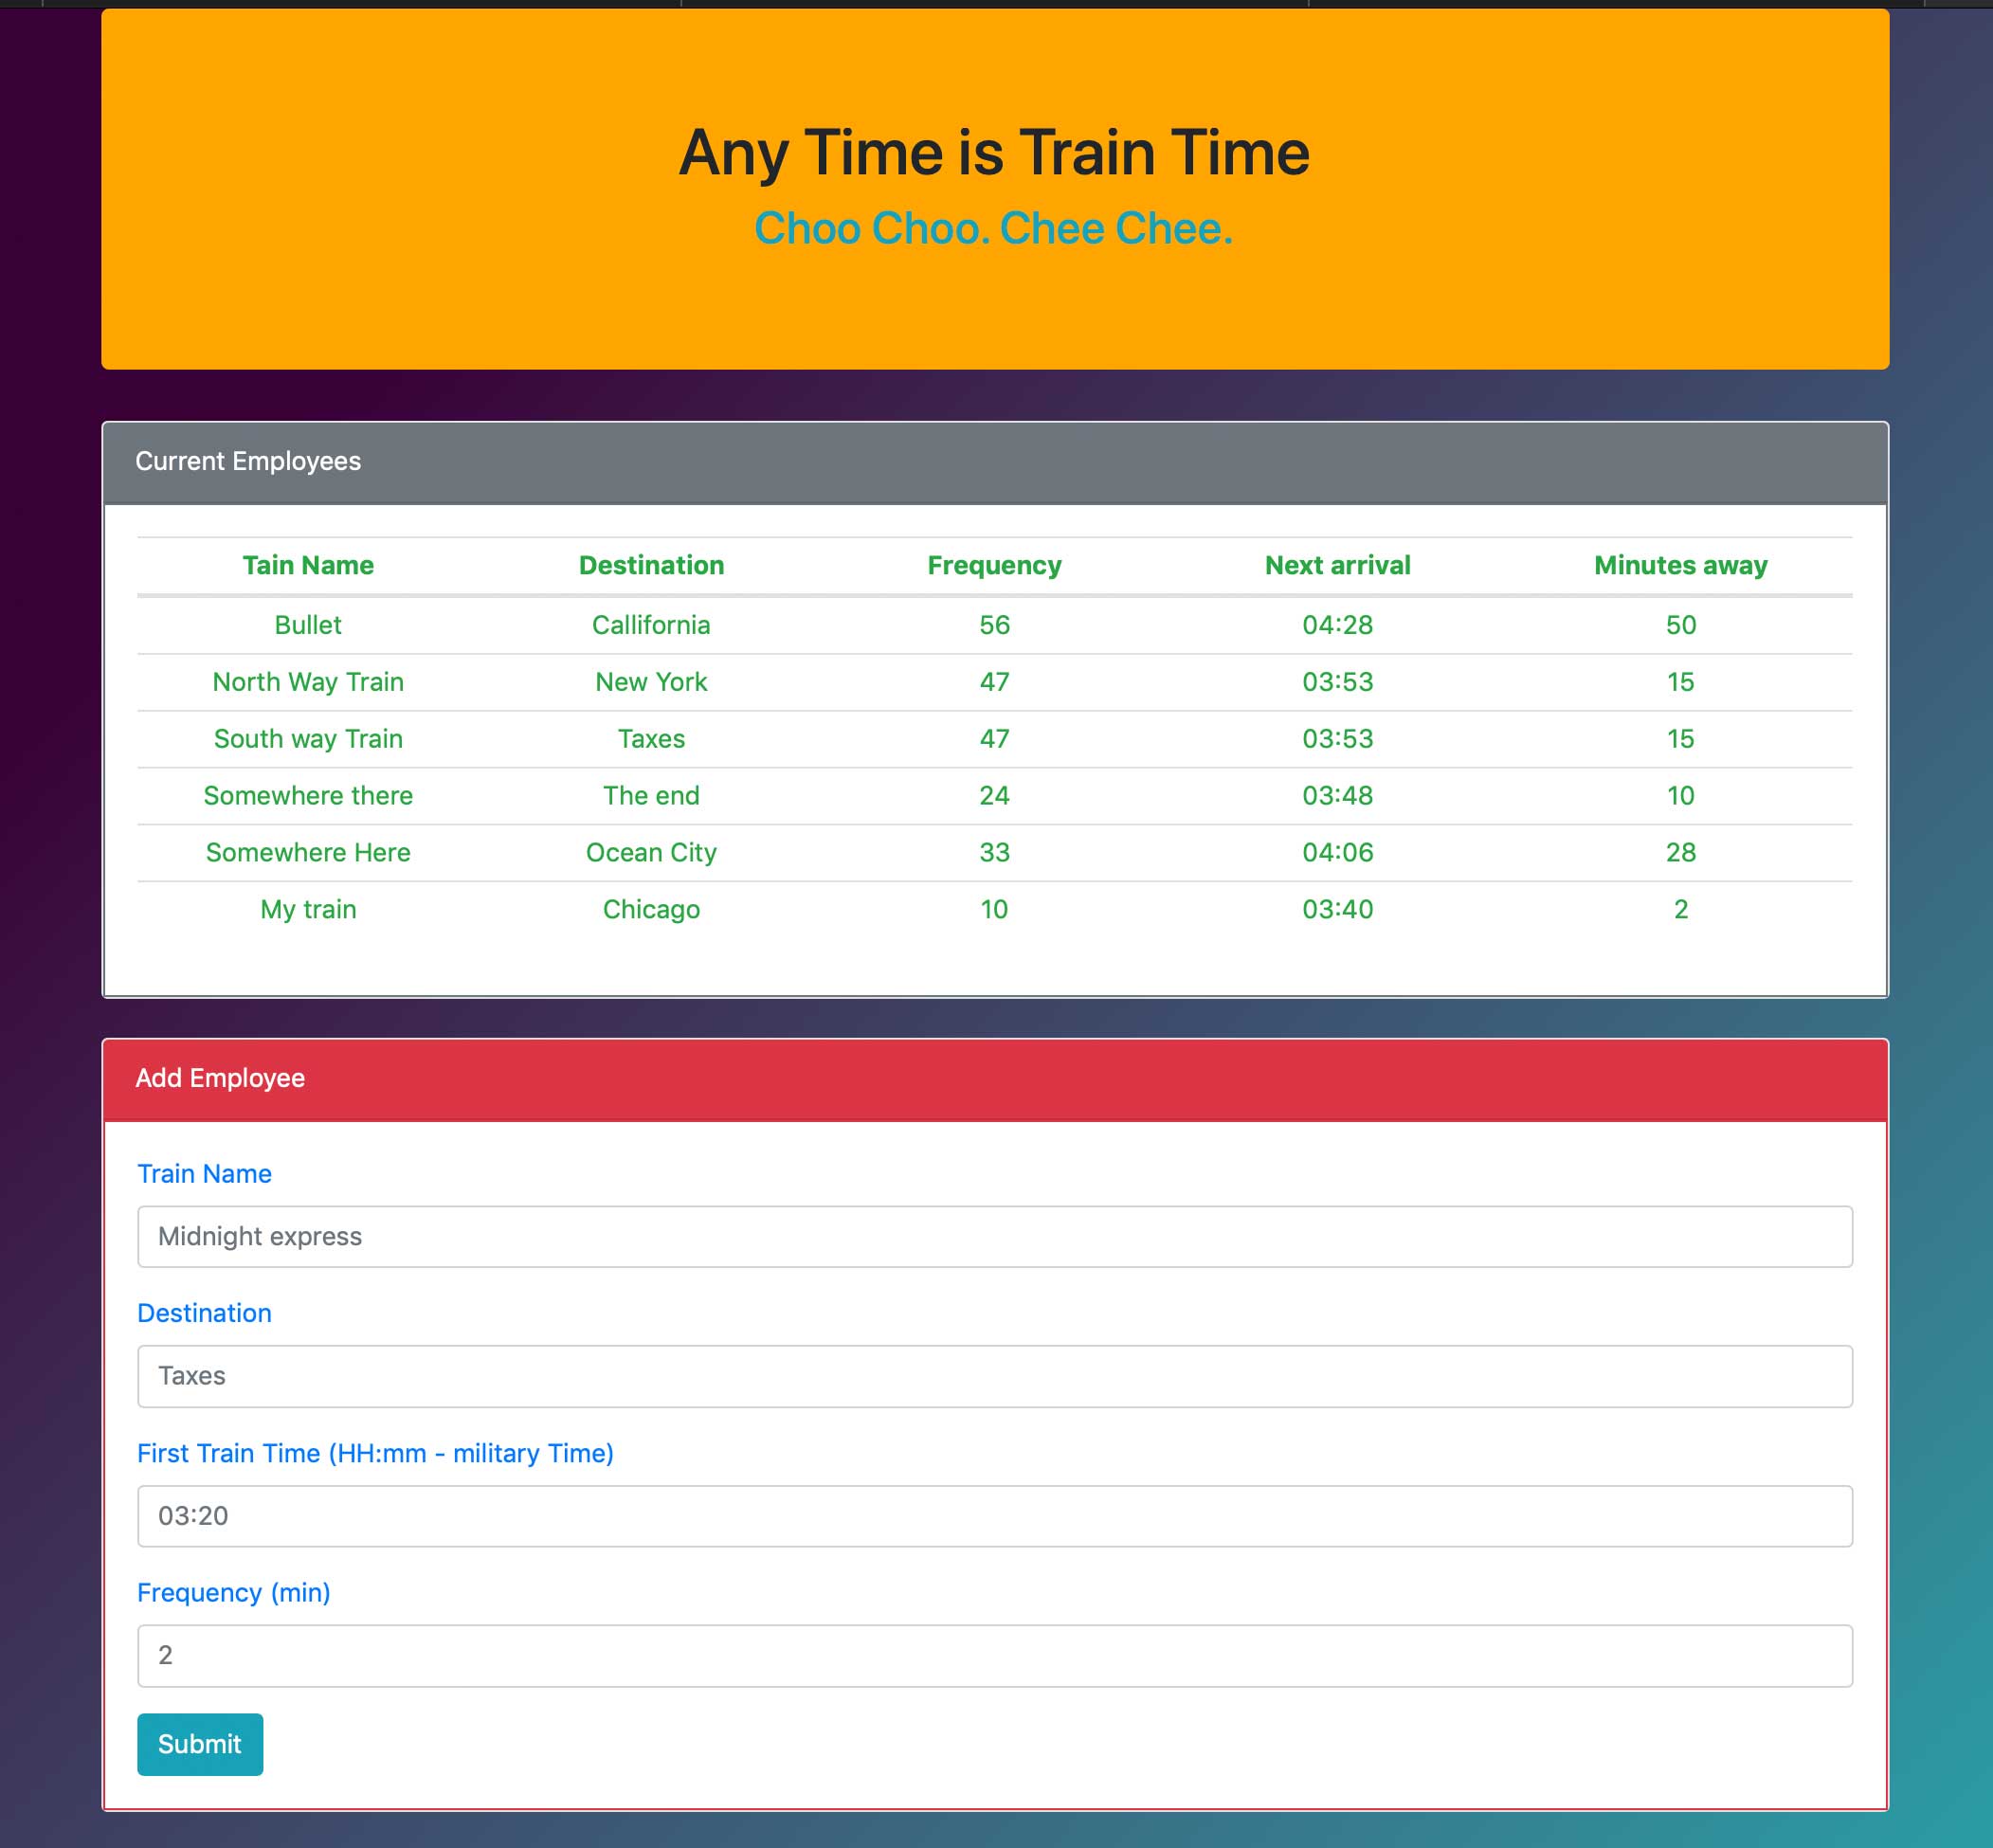 Any Time is Train Time
Choo Choo. Chee Chee.
Current Employees
Tain Name Destination Frequency Next arrival Minutes away
Bullet Callifornia 56 04:28 50
North Way Train New York 47 03:53 15
South way Train Taxes 47 03:53 15
Somewhere there The end 24 03:48 10
Somewhere Here Ocean City 33 04:06 28
My train Chicago 10 03:40 2
Add Employee
Train Name
Midnight express
Destination
Taxes
First Train Time (HH:mm - military Time)
03:20
Frequency (min)
2
Submit